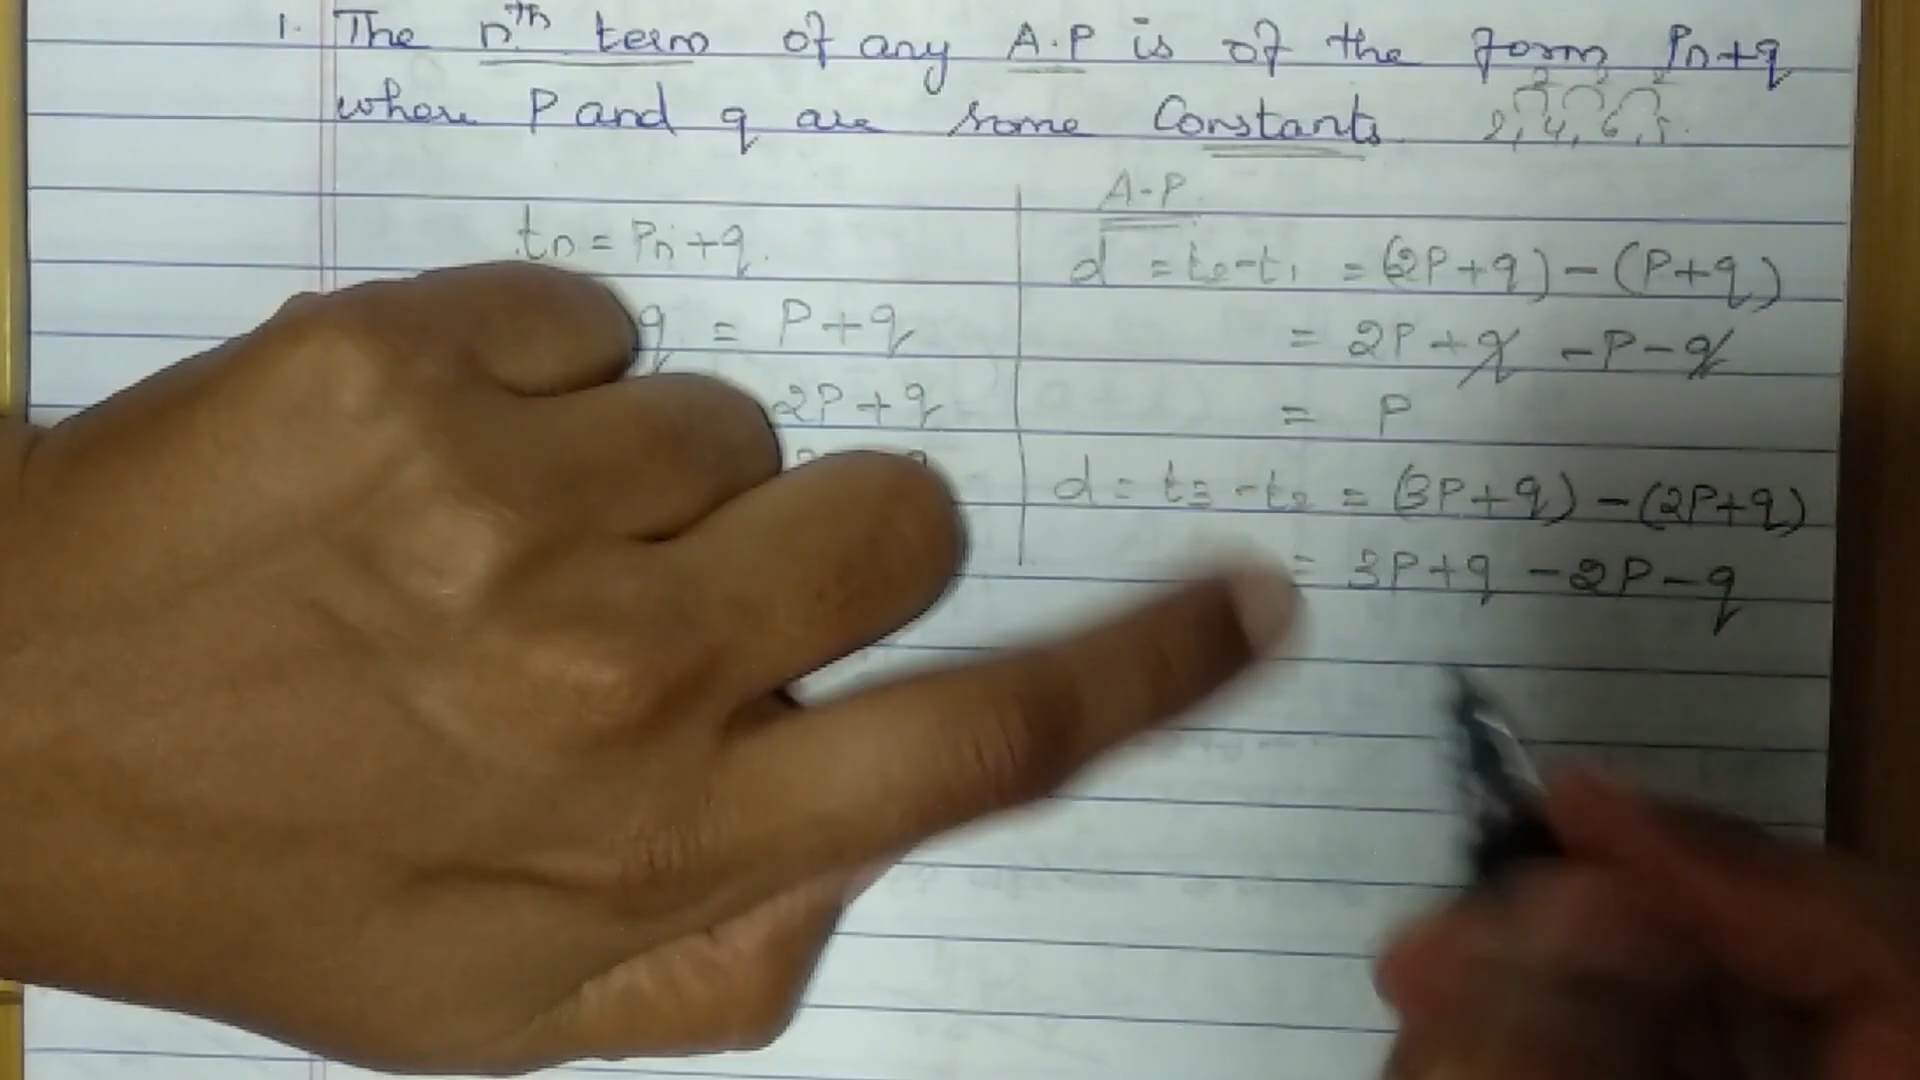 1. The nth term of any A.P is of the form Pn+q
where P and q are some Constants. 2, 4, 6,
tn = Pn+q.
q = P+q
2P+q
A-P
d = t2-t1 = (2P+q) - (P+q)
= 2P+q -P-q
= P
d = t3-t2 = (3P+q) - (2P+q)
= 3P+q -2P-q